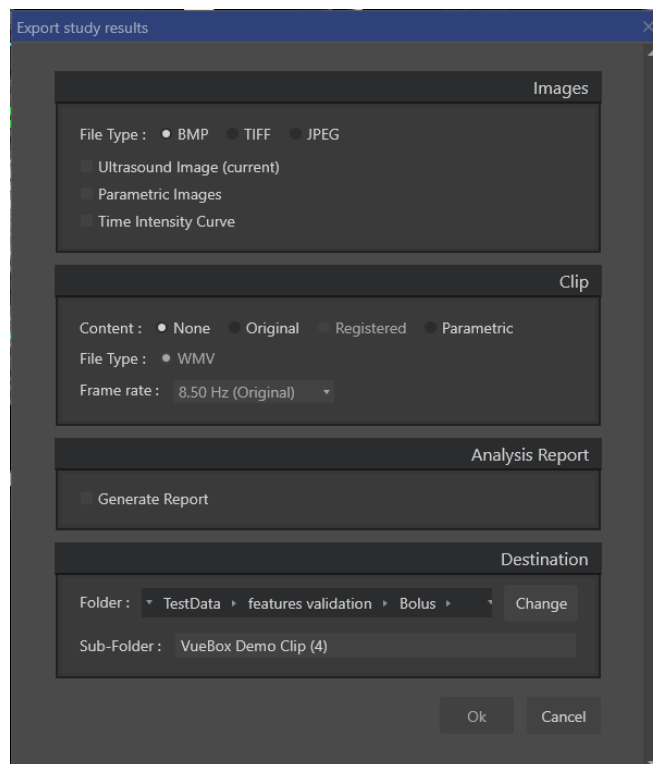 Export study results
Images
File Type : BMP TIFF JPEG
Ultrasound Image (current)
Parametric Images
Time Intensity Curve
Clip
Content : None Original Registered Parametric
File Type : WMV
Frame rate : 8.50 Hz (Original)
Analysis Report
Generate Report
Destination
Folder : TestData features validation Bolus Change
Sub-Folder : VueBox Demo Clip (4)
Ok Cancel